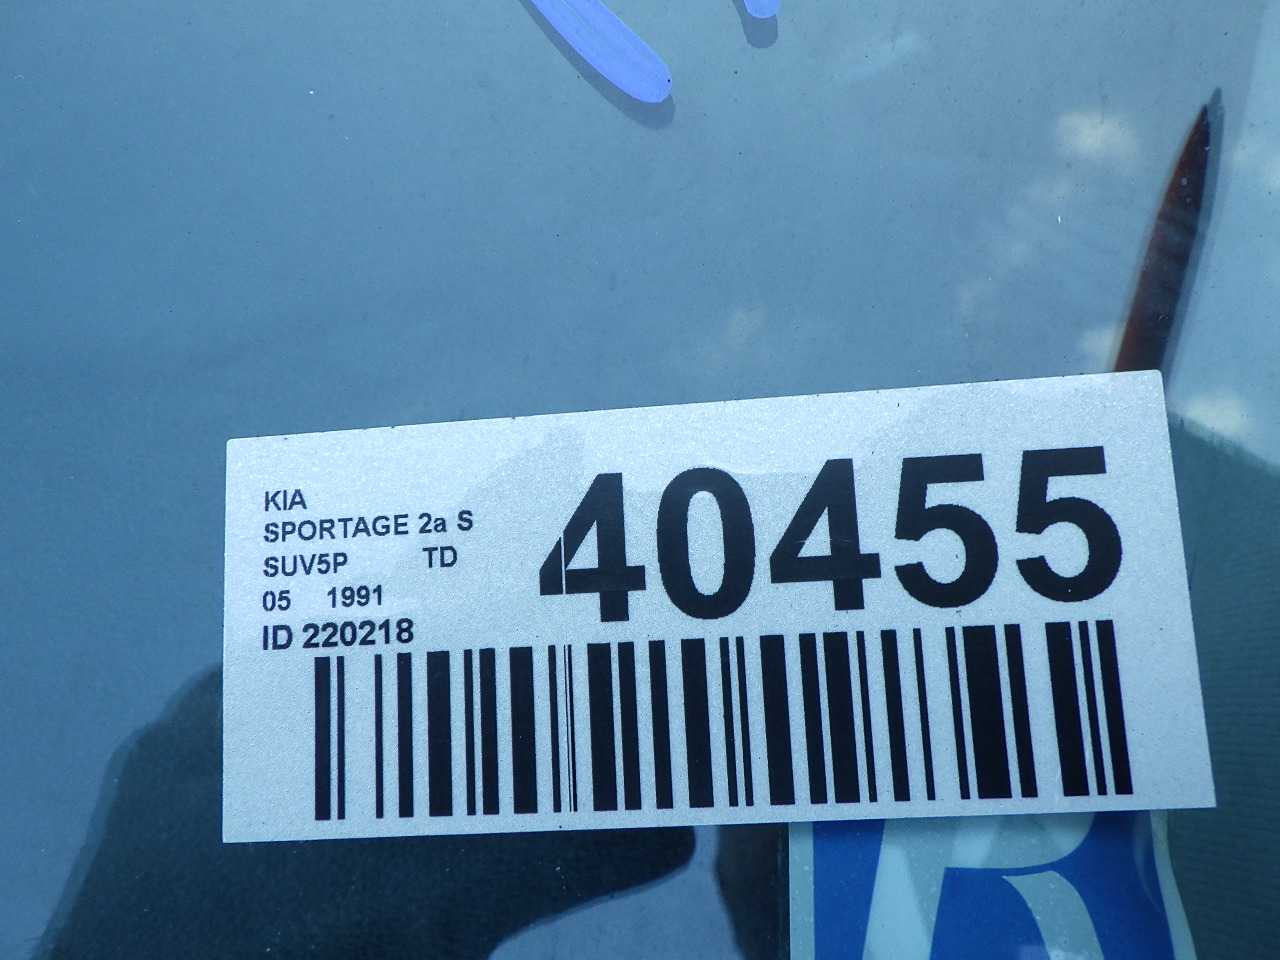 KIA
SPORTAGE 2a S
SUV5P TD
05 1991
ID 220218
40455